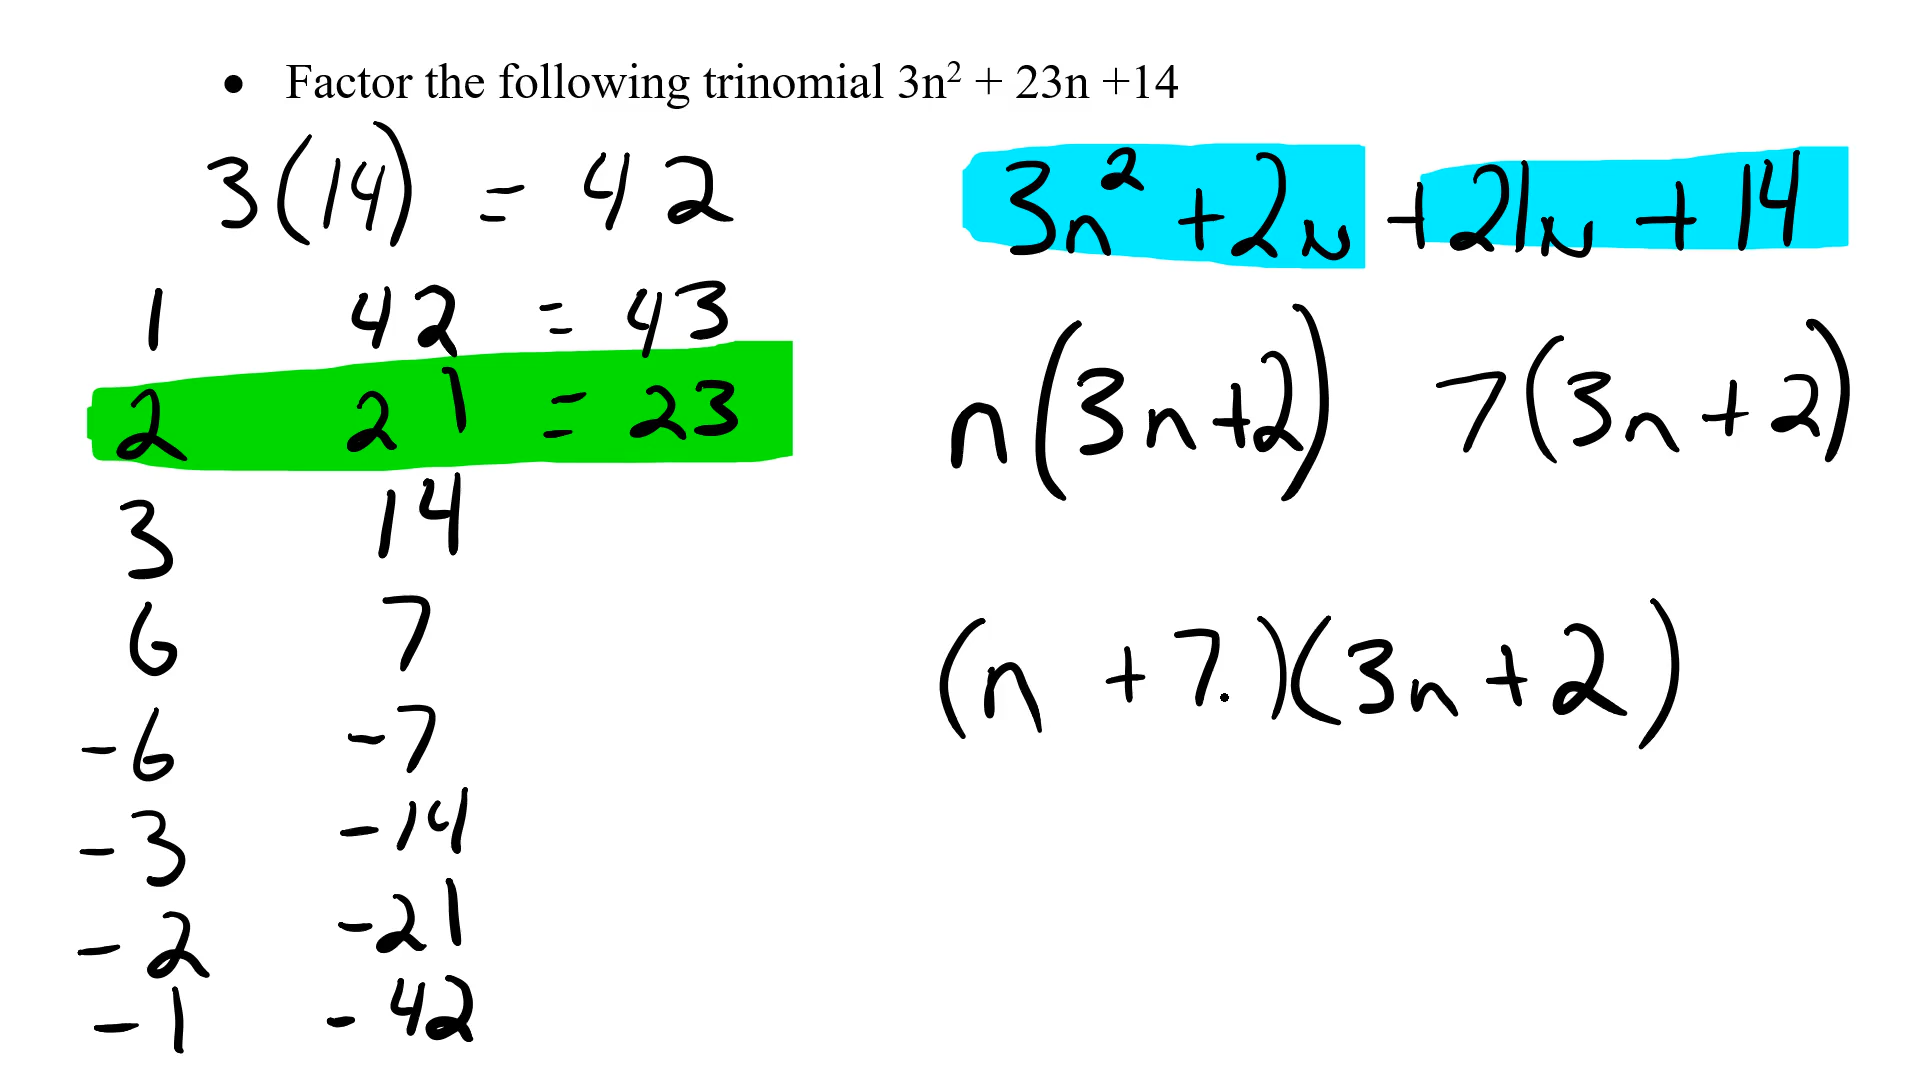 • Factor the following trinomial 3n² + 23n +14
3(14) = 42
1 42 = 43
2 21 = 23
3 14
6 7
-6 -7
-3 -14
-2 -21
-1 -42
3n² +2n +21n + 14
n(3n+2) 7(3n+2)
(n +7.)(3n+2)